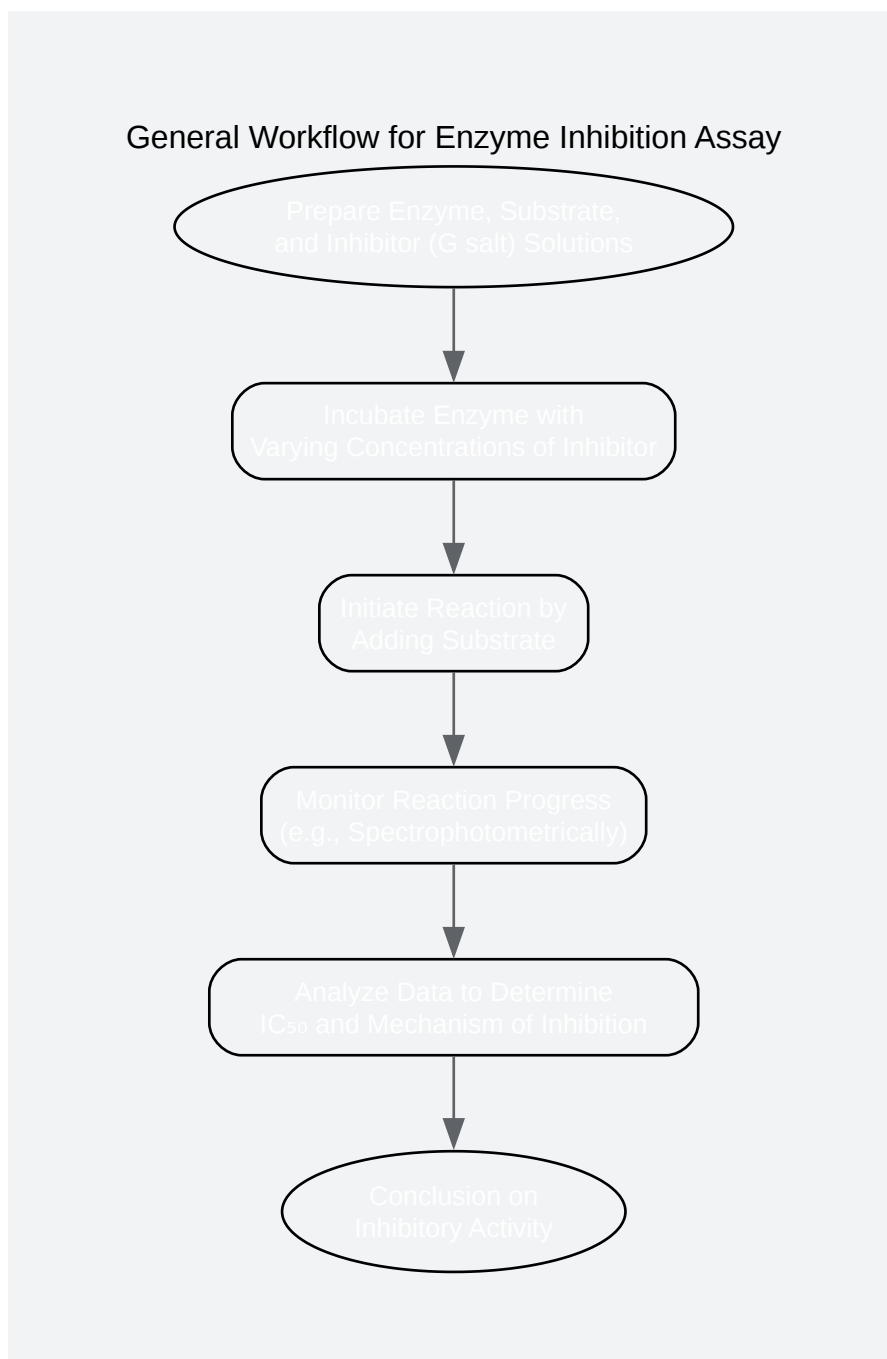 General Workflow for Enzyme Inhibition Assay
Prepare Enzyme, Substrate,
and Inhibitor (G salt) Solutions
Incubate Enzyme with
Varying Concentrations of Inhibitor
Initiate Reaction by
Adding Substrate
Monitor Reaction Progress
(e.g., Spectrophotometrically)
Analyze Data to Determine
IC₅₀ and Mechanism of Inhibition
Conclusion on
Inhibitory Activity